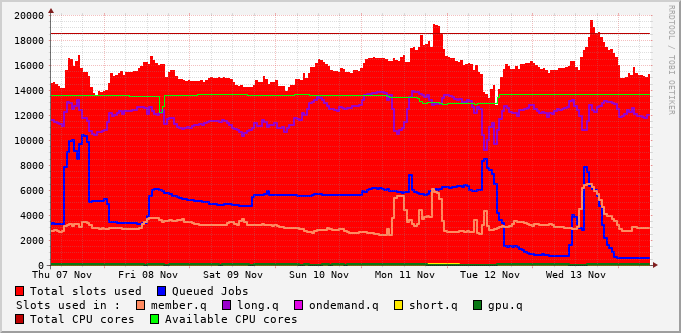 RRDTOOL / TOBI OETIKER
20000
18000
16000
14000
12000
10000
8000
6000
4000
2000
0
Thu 07 Nov Fri 08 Nov Sat 09 Nov Sun 10 Nov Mon 11 Nov Tue 12 Nov Wed 13 Nov
Total slots used Queued Jobs
Slots used in : member.q long.q ondemand.q short.q gpu.q
Total CPU cores Available CPU cores